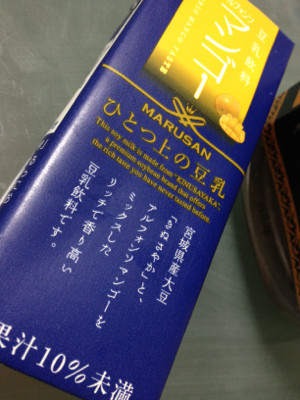 豆乳飲料
マンゴー
MARUSAN
ひとつ上の豆乳
This soy milk is made from "KINUSAYAKA",
a premium soybean brand that offers
the rich taste you have never tasted before.
宮城県産大豆
「きぬさやか」と、
アルフォンソマンゴーを
ミックスした
リッチで香り高い
豆乳飲料です。
果汁10%未満